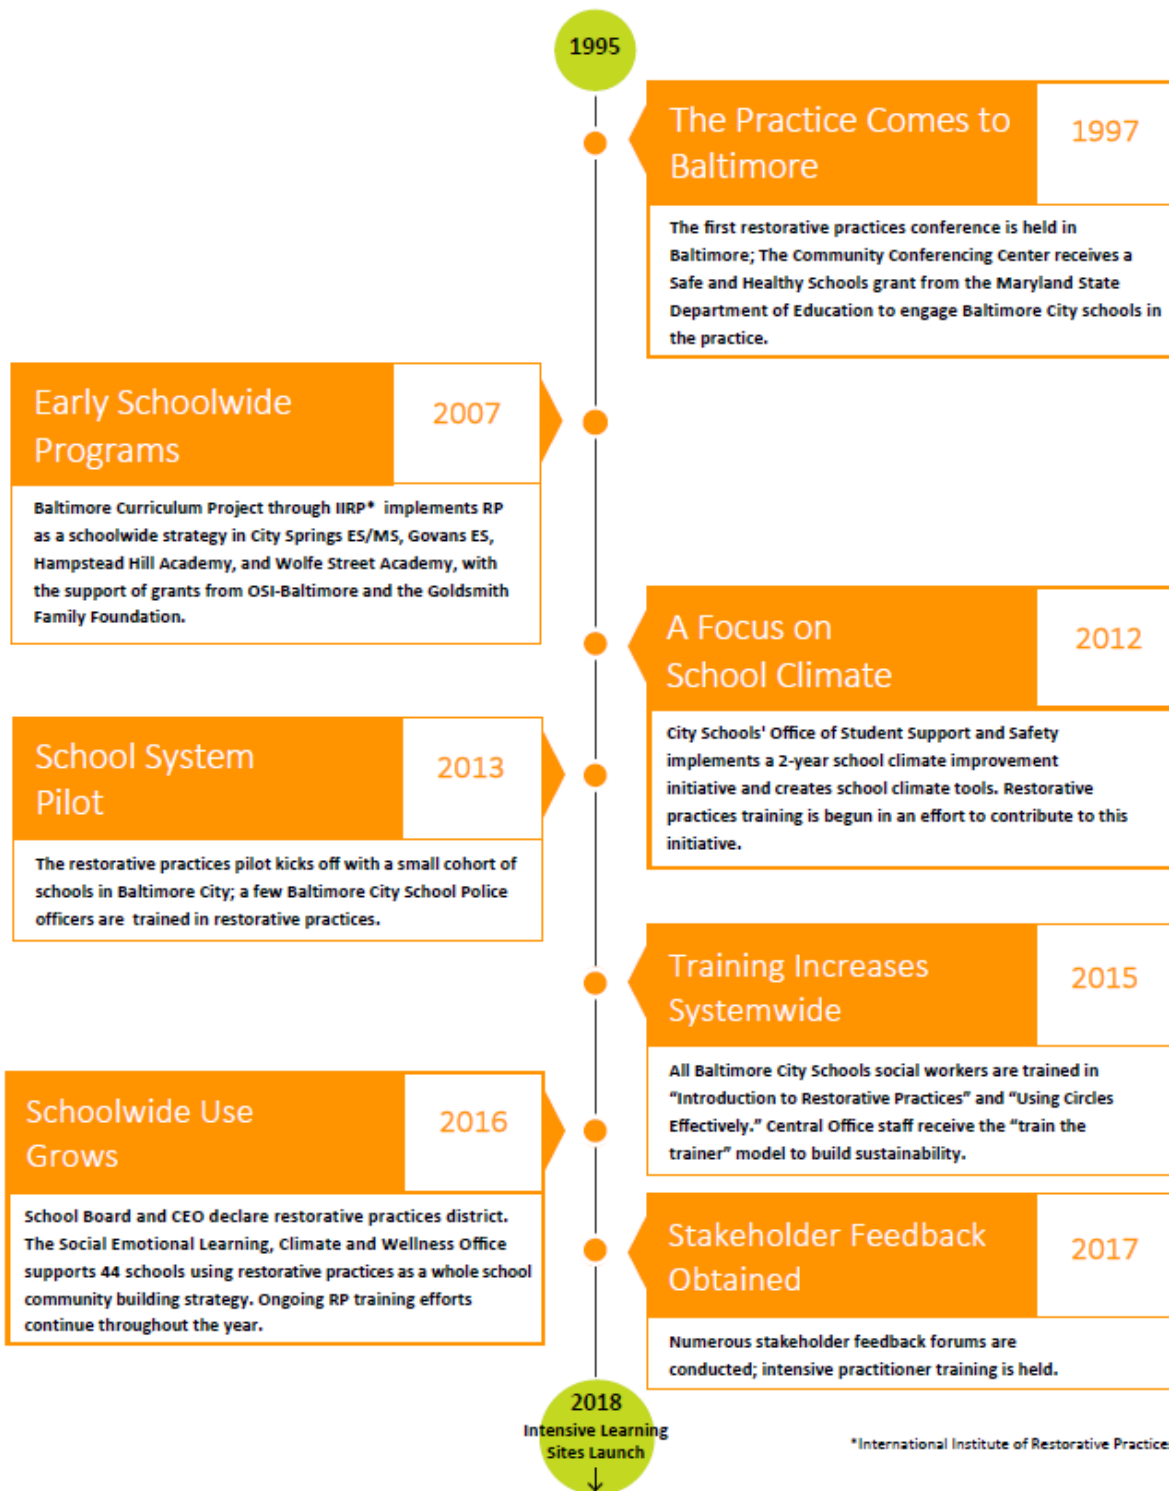 1995
The Practice Comes to
Baltimore
1997
The first restorative practices conference is held in
Baltimore; The Community Conferencing Center receives a
Safe and Healthy Schools grant from the Maryland State
Department of Education to engage Baltimore City schools in
the practice.
Early Schoolwide
Programs
2007
Baltimore Curriculum Project through IIRP* implements RP
as a schoolwide strategy in City Springs ES/MS, Govans ES,
Hampstead Hill Academy, and Wolfe Street Academy, with
the support of grants from OSI-Baltimore and the Goldsmith
Family Foundation.
A Focus on
School Climate
2012
City Schools' Office of Student Support and Safety
implements a 2-year school climate improvement
initiative and creates school climate tools. Restorative
practices training is begun in an effort to contribute to this
initiative.
School System
Pilot
2013
The restorative practices pilot kicks off with a small cohort of
schools in Baltimore City; a few Baltimore City School Police
officers are trained in restorative practices.
Training Increases
Systemwide
2015
All Baltimore City Schools social workers are trained in
“Introduction to Restorative Practices” and “Using Circles
Effectively.” Central Office staff receive the “train the
trainer” model to build sustainability.
Schoolwide Use
Grows
2016
School Board and CEO declare restorative practices district.
The Social Emotional Learning, Climate and Wellness Office
supports 44 schools using restorative practices as a whole school
community building strategy. Ongoing RP training efforts
continue throughout the year.
Stakeholder Feedback
Obtained
2017
Numerous stakeholder feedback forums are
conducted; intensive practitioner training is held.
2018
Intensive Learning
Sites Launch
*International Institute of Restorative Practices